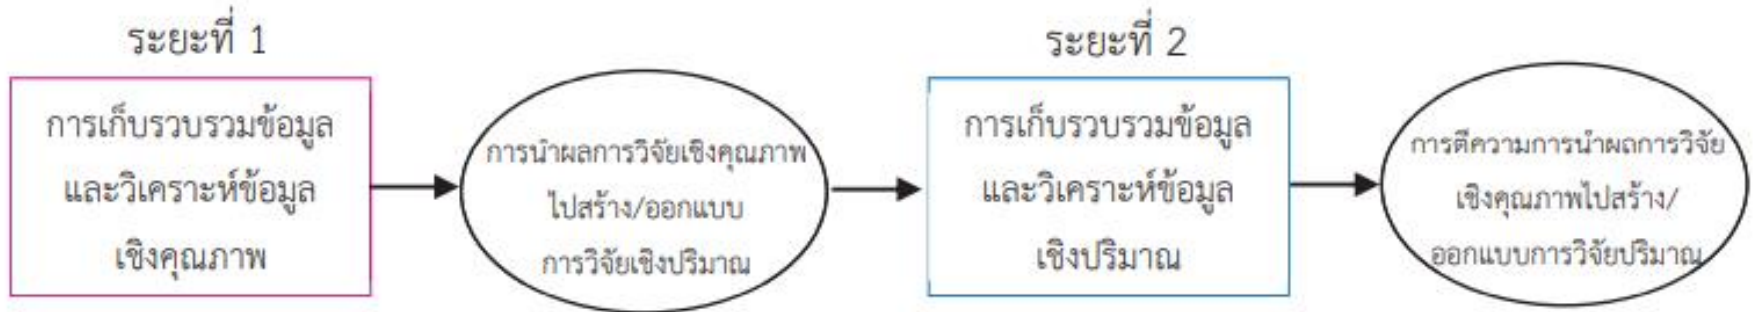 ระยะที่ 1
การเก็บรวบรวมข้อมูล
และวิเคราะห์ข้อมูล
เชิงคุณภาพ
การนำผลการวิจัยเชิงคุณภาพ
ไปสร้าง/ออกแบบ
การวิจัยเชิงปริมาณ
ระยะที่ 2
การเก็บรวบรวมข้อมูล
และวิเคราะห์ข้อมูล
เชิงปริมาณ
การตีความการนำผลการวิจัย
เชิงคุณภาพไปสร้าง/
ออกแบบการวิจัยปริมาณ